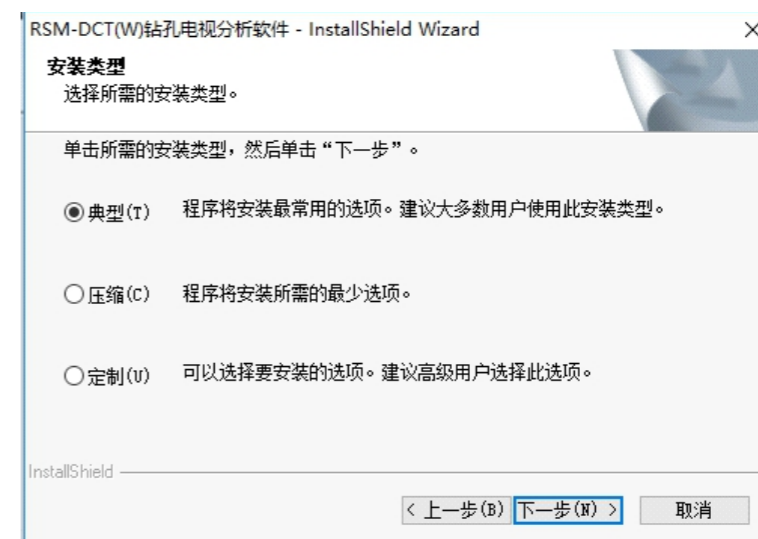 RSM-DCT(W)钻孔电视分析软件 - InstallShield Wizard
安装类型
选择所需的安装类型。
单击所需的安装类型，然后单击“下一步”。
典型(T) 程序将安装最常用的选项。建议大多数用户使用此安装类型。
压缩(C) 程序将安装所需的最少选项。
定制(U) 可以选择要安装的选项。建议高级用户选择此选项。
InstallShield
< 上一步(B) 下一步(N) > 取消